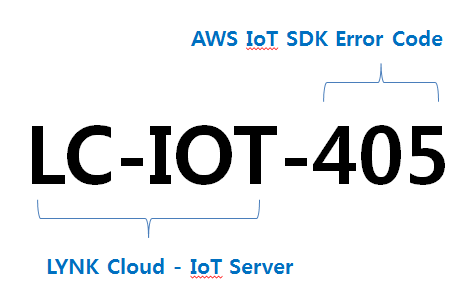 AWS IoT SDK Error Code
LC-IOT-405
LYNK Cloud - IoT Server